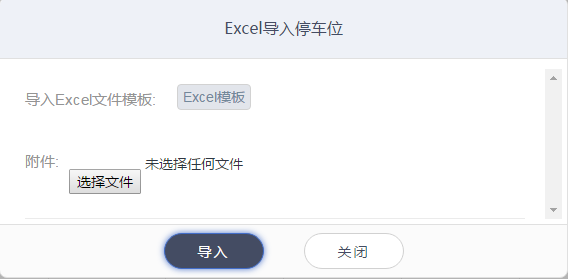 Excel导入停车位
导入Excel文件模板: Excel模板
附件: 选择文件 未选择任何文件
导入 关闭